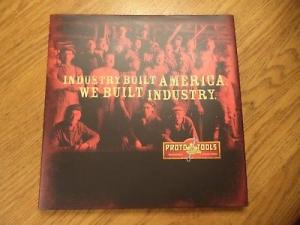 INDUSTRY BUILT AMERICA.
WE BUILT INDUSTRY.
PROTO TOOLS